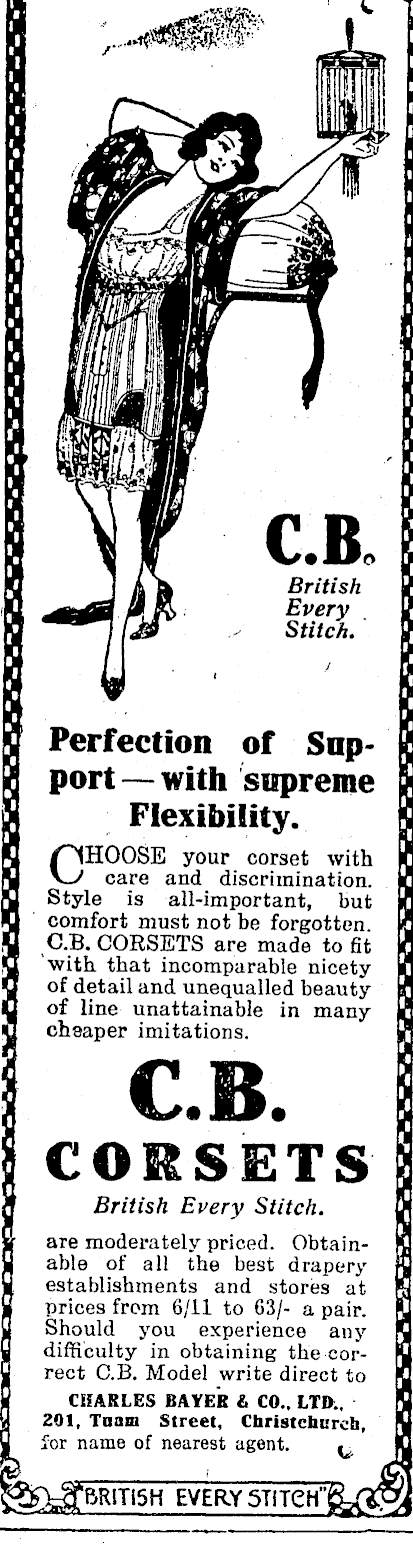 C.B.
British
Every
Stitch.
Perfection of Sup-
port — with supreme
Flexibility.
CHOOSE your corset with
care and discrimination.
Style is all-important, but
comfort must not be forgotten.
C.B. CORSETS are made to fit
with that incomparable nicety
of detail and unequalled beauty
of line unattainable in many
cheaper imitations.
C.B.
CORSETS
British Every Stitch.
are moderately priced. Obtain-
able of all the best drapery
establishments and stores at
prices from 6/11 to 63/- a pair.
Should you experience any
difficulty in obtaining the cor-
rect C.B. Model write direct to
CHARLES BAYER & CO., LTD.,
201, Tuam Street, Christchurch,
for name of nearest agent.
"BRITISH EVERY STITCH"